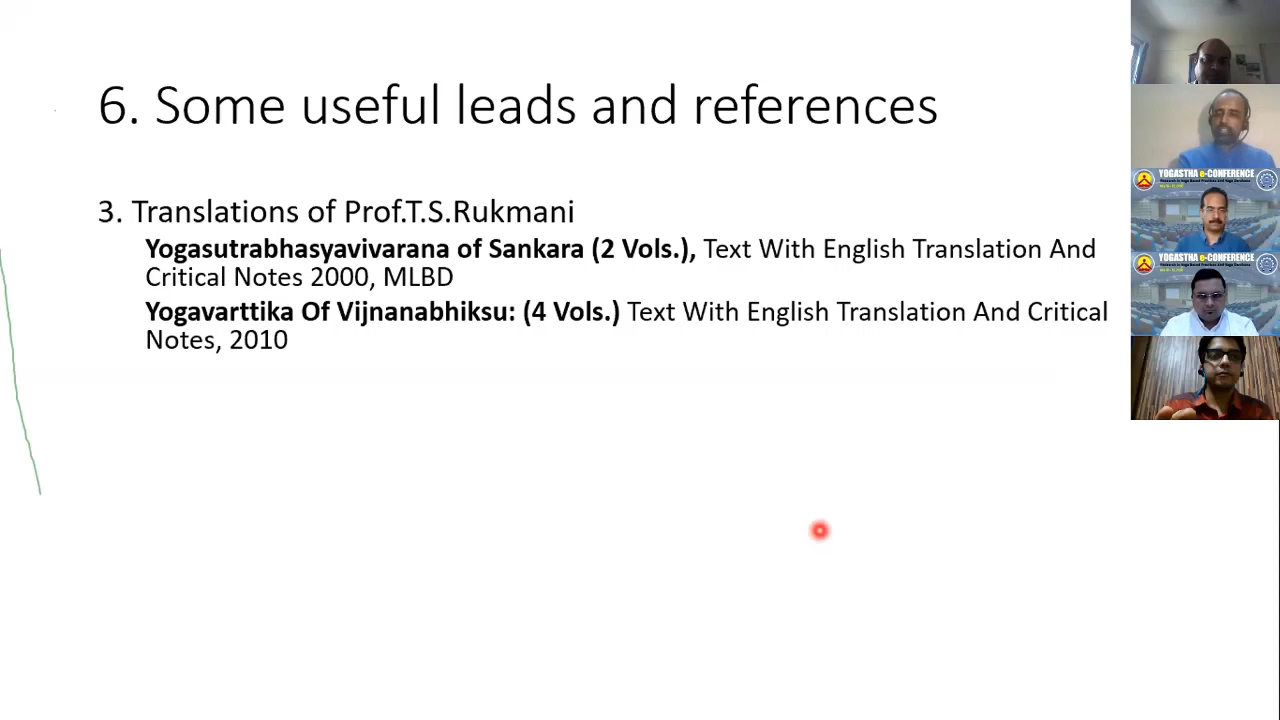 6. Some useful leads and references
3. Translations of Prof.T.S.Rukmani
Yogasutrabhasyavivarana of Sankara (2 Vols.), Text With English Translation And
Critical Notes 2000, MLBD
Yogavarttika Of Vijnanabhiksu: (4 Vols.) Text With English Translation And Critical
Notes, 2010
YOGASTHA e-CONFERENCE
YOGASTHA e-CONFERENCE